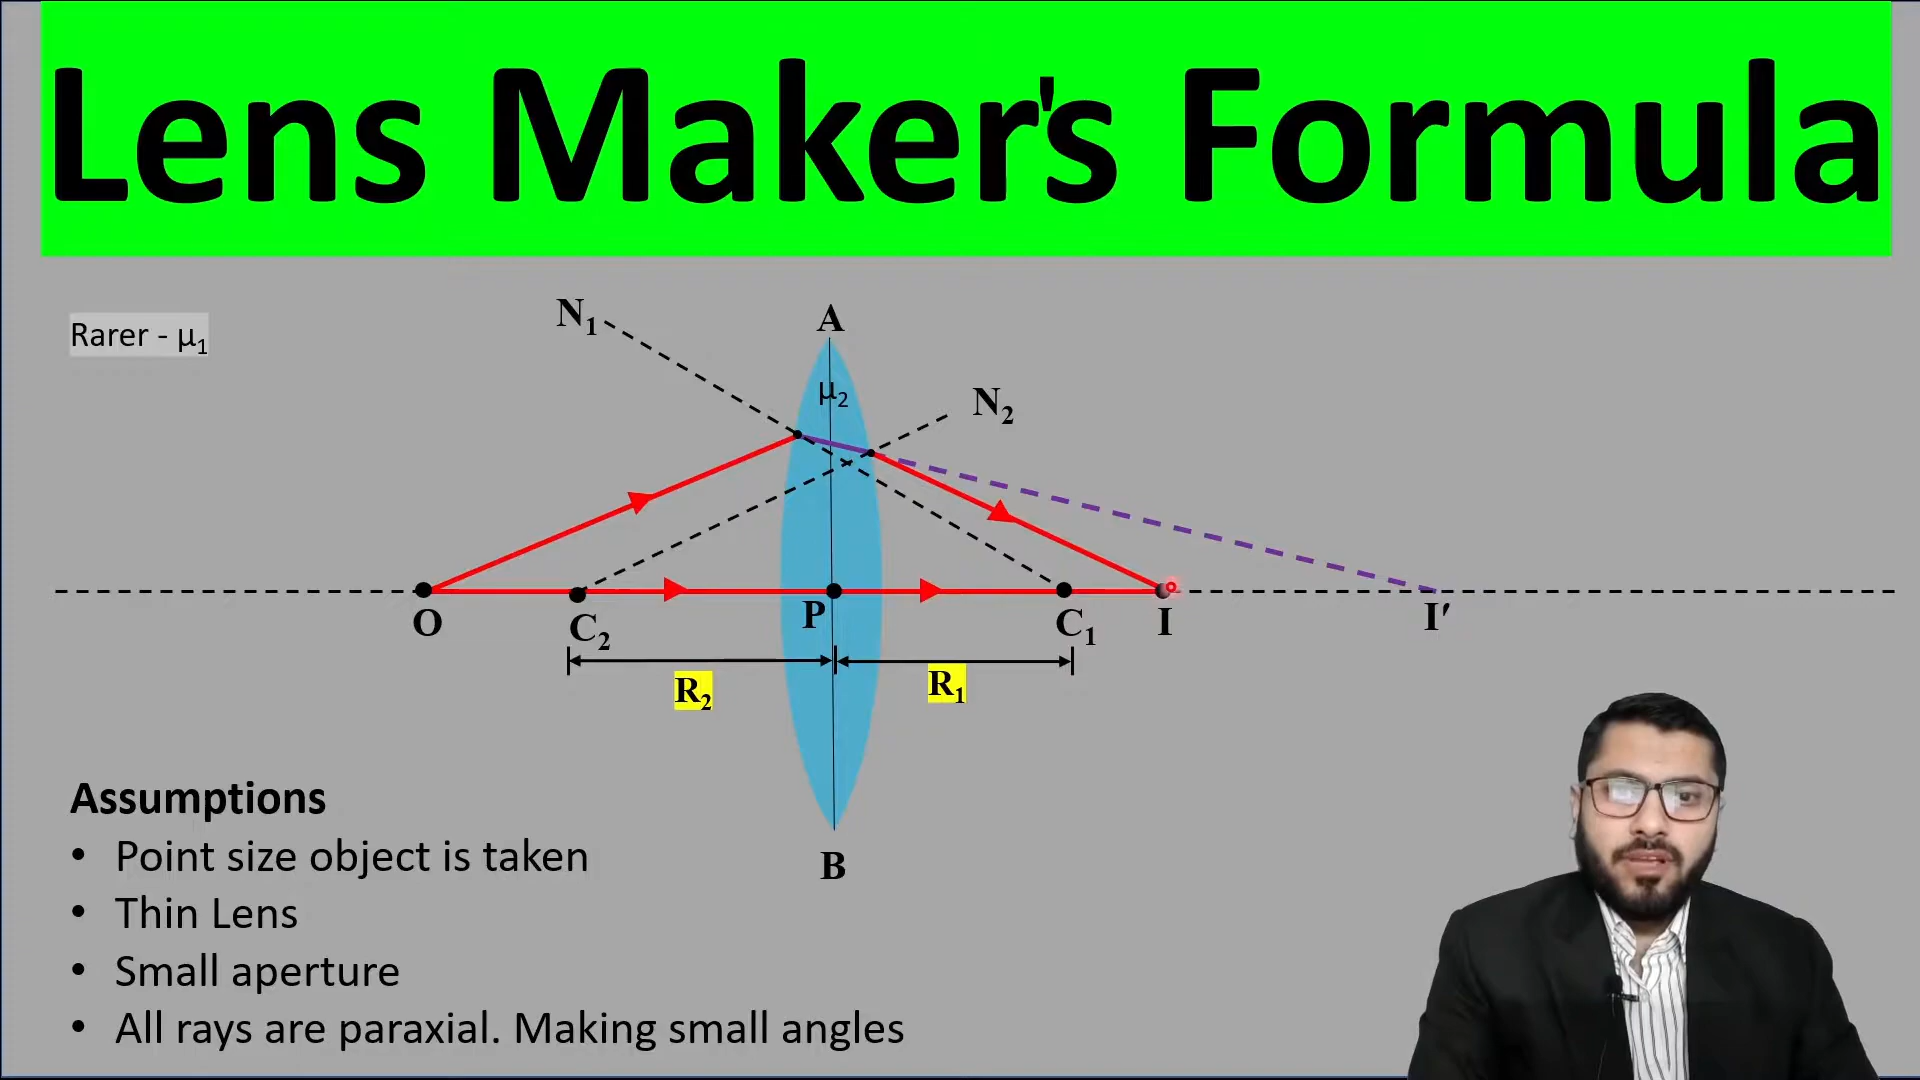 Lens Maker's Formula
Rarer - μ₁
N₁
A
μ₂
N₂
O
C₂
P
C₁
I
I′
R₂
R₁
B
Assumptions
• Point size object is taken
• Thin Lens
• Small aperture
• All rays are paraxial. Making small angles